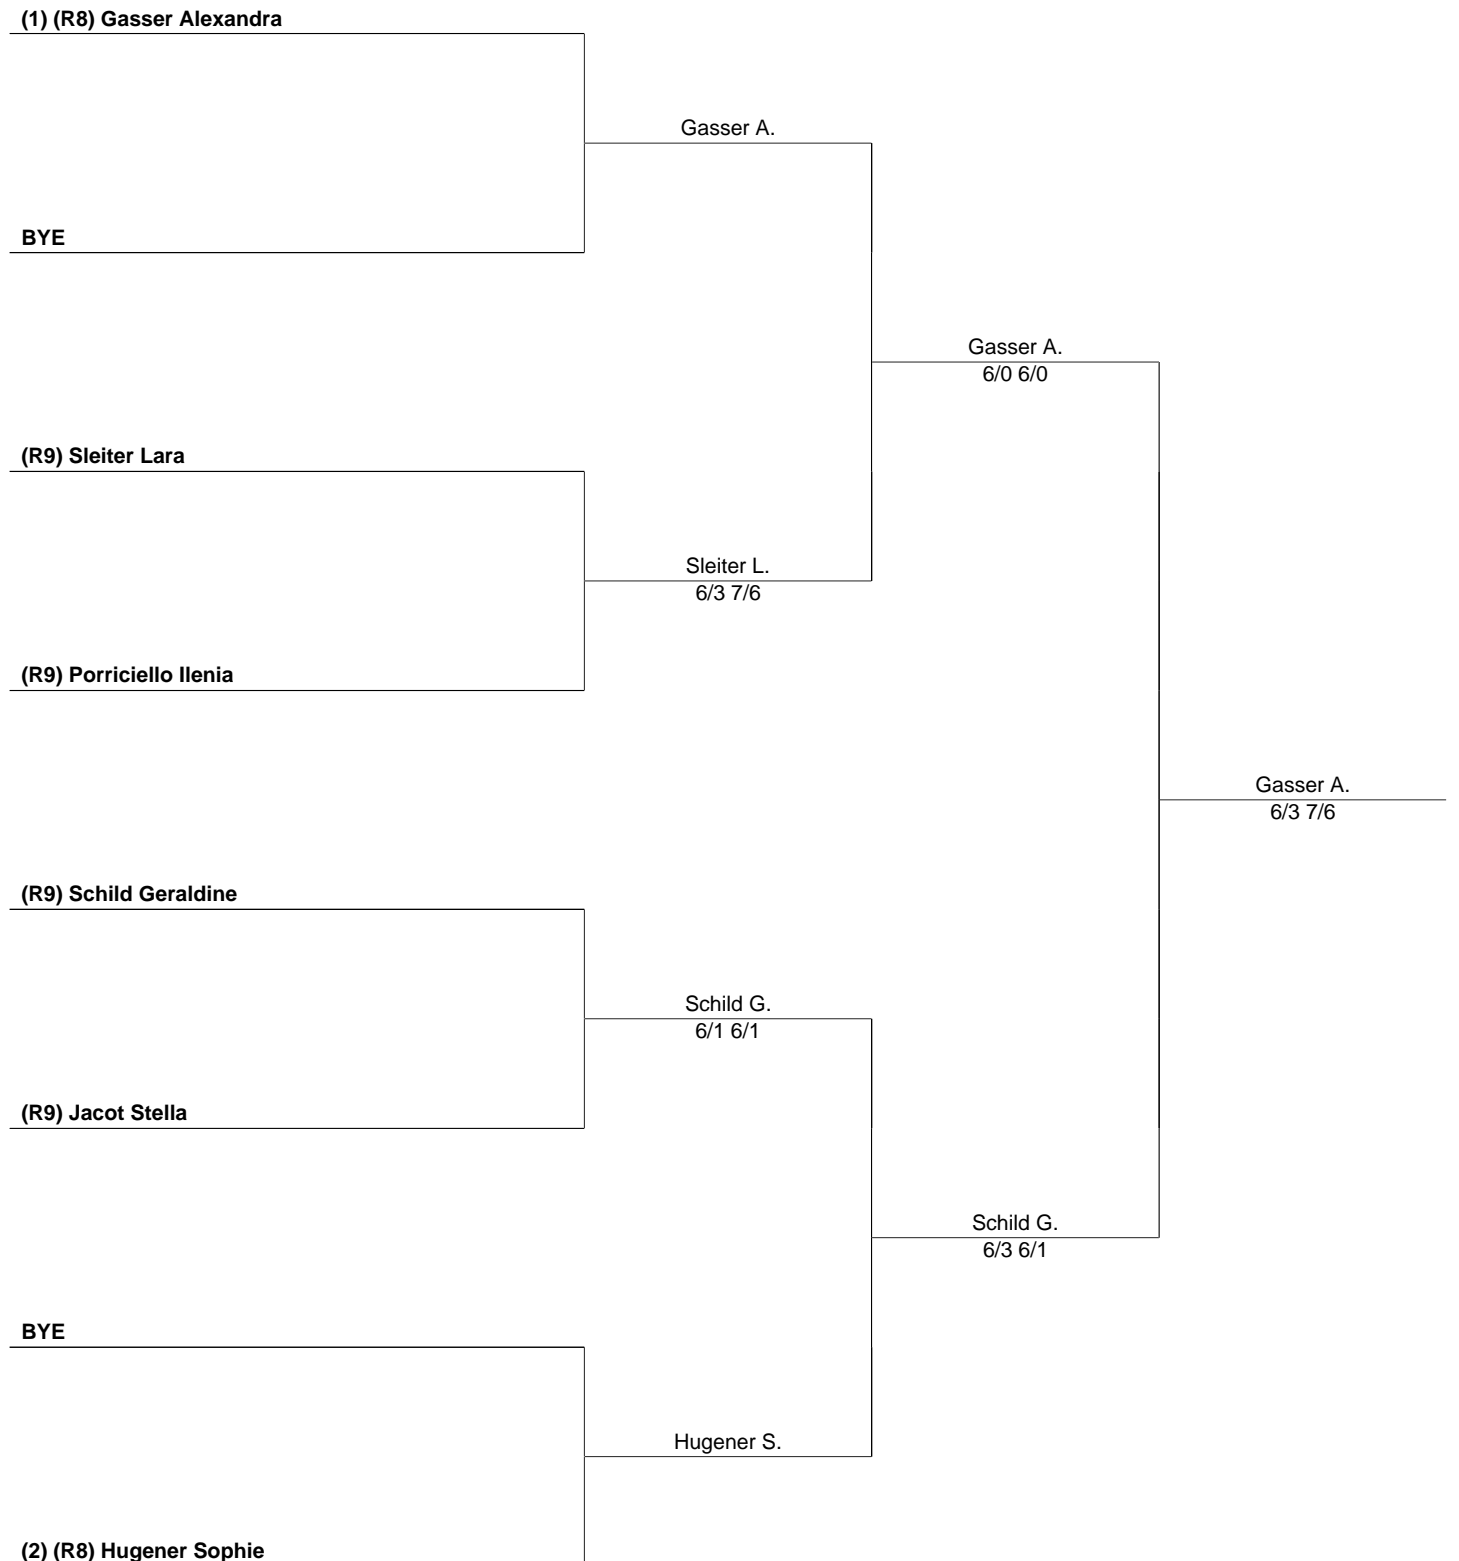 (1) (R8) Gasser Alexandra
Gasser A.
BYE
Gasser A.
6/0 6/0
(R9) Sleiter Lara
Sleiter L.
6/3 7/6
(R9) Porriciello Ilenia
Gasser A.
6/3 7/6
(R9) Schild Geraldine
Schild G.
6/1 6/1
(R9) Jacot Stella
Schild G.
6/3 6/1
BYE
Hugener S.
(2) (R8) Hugener Sophie